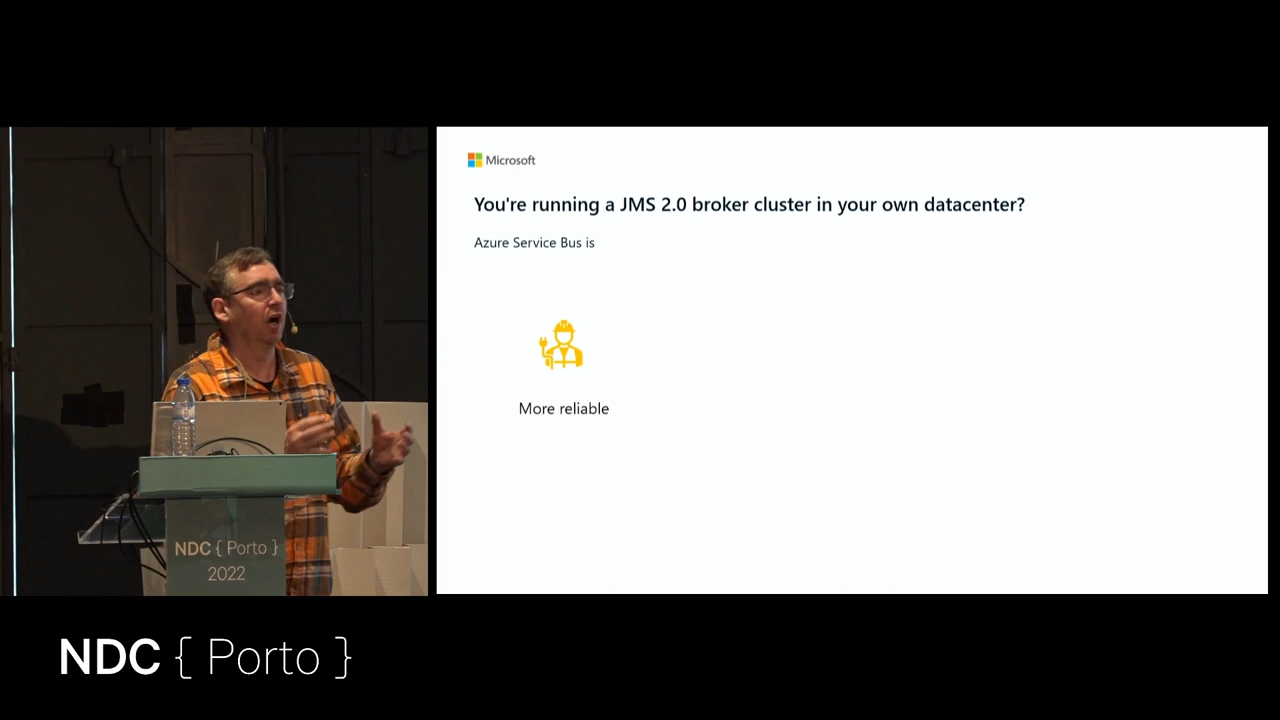 Microsoft
You're running a JMS 2.0 broker cluster in your own datacenter?
Azure Service Bus is
More reliable
NDC { Porto }
2022
NDC { Porto }